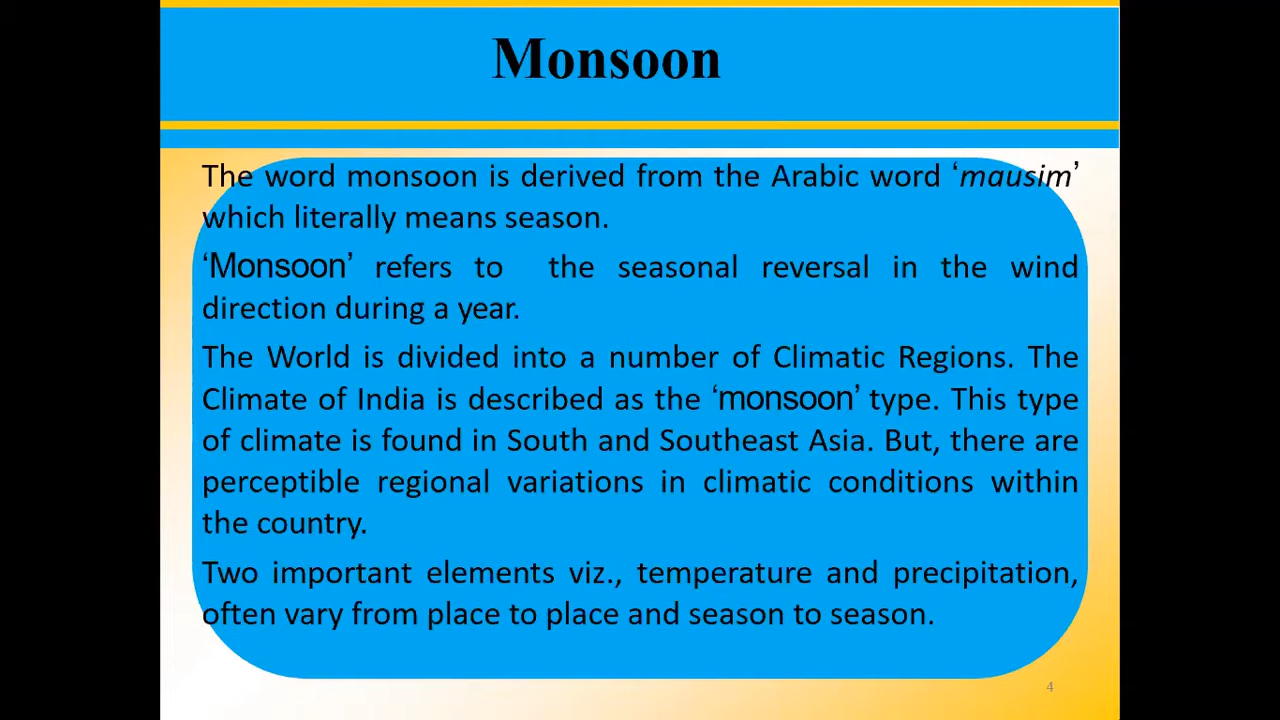 Monsoon
The word monsoon is derived from the Arabic word ‘mausim’
which literally means season.
‘Monsoon’ refers to the seasonal reversal in the wind
direction during a year.
The World is divided into a number of Climatic Regions. The
Climate of India is described as the ‘monsoon’ type. This type
of climate is found in South and Southeast Asia. But, there are
perceptible regional variations in climatic conditions within
the country.
Two important elements viz., temperature and precipitation,
often vary from place to place and season to season.
4